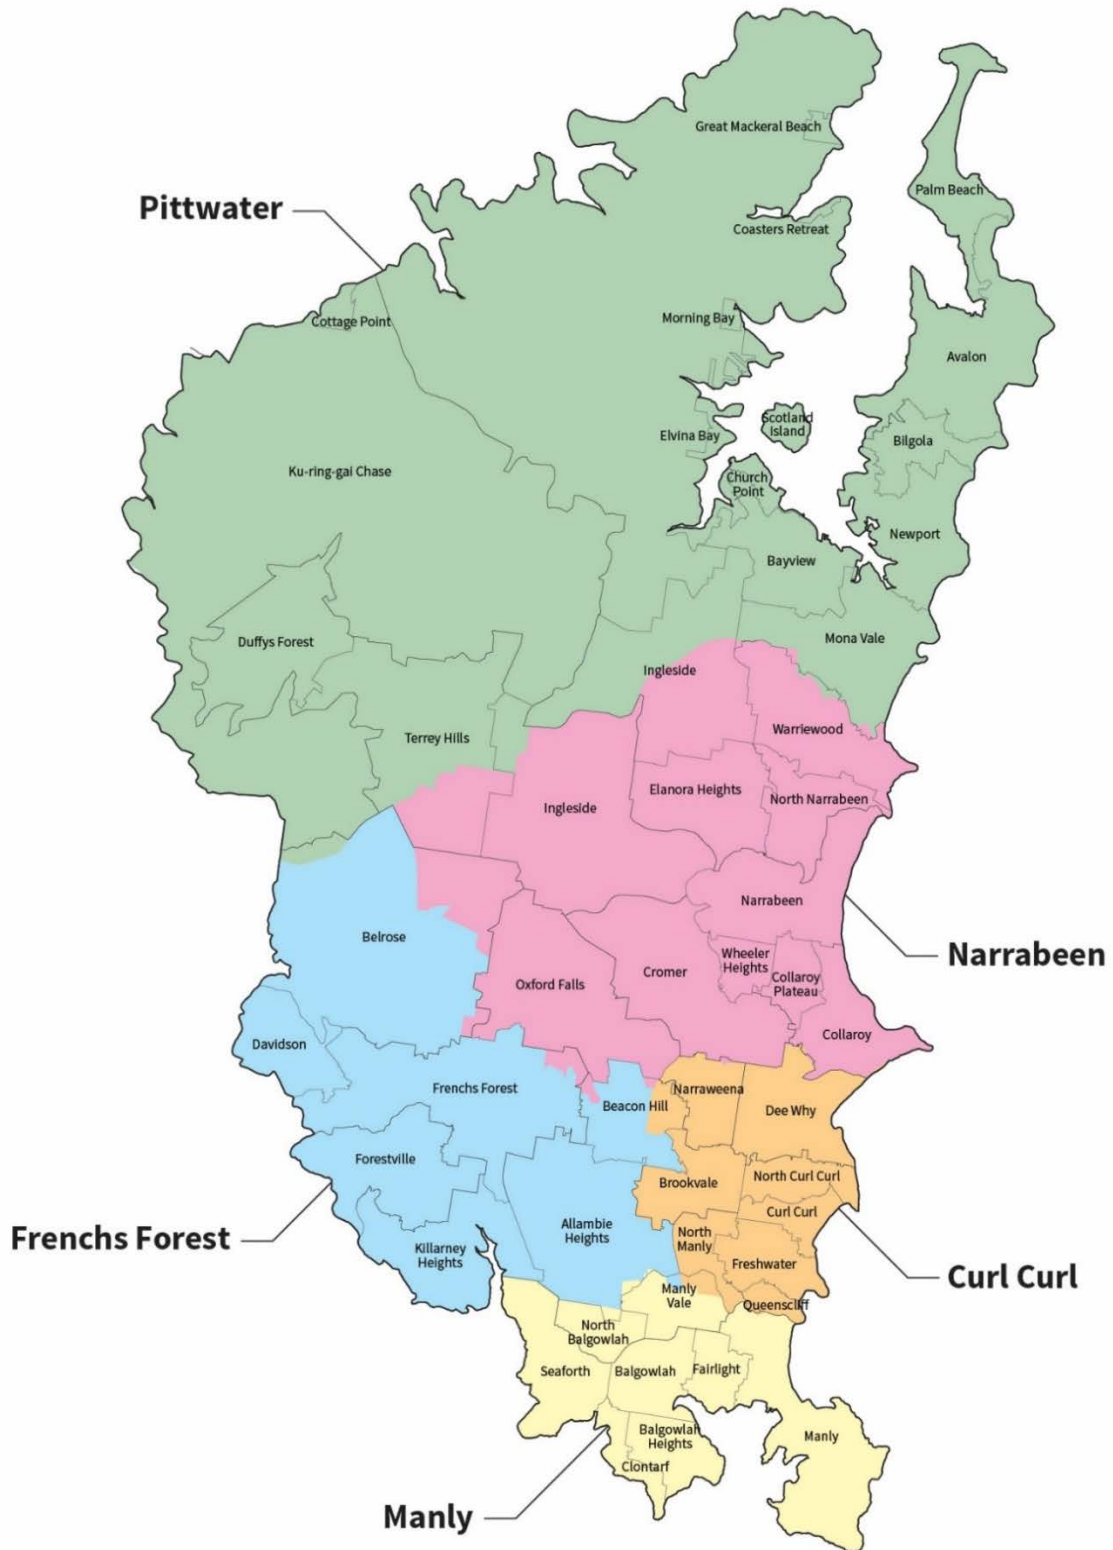 Great Mackeral Beach
Palm Beach
Pittwater
Coasters Retreat
Morning Bay
Cottage Point
Avalon
Scotland
Island
Elvina Bay
Bilgola
Ku-ring-gai Chase
Church
Point
Newport
Bayview
Duffys Forest
Mona Vale
Ingleside
Warriewood
Terrey Hills
Elanora Heights
North Narrabeen
Ingleside
Narrabeen
Belrose
Narrabeen
Wheeler
Heights
Cromer
Collaroy
Plateau
Oxford Falls
Collaroy
Davidson
Frenchs Forest
Narraweena
Beacon Hill
Dee Why
Forestville
North Curl Curl
Brookvale
Curl Curl
Allambie
Heights
North
Manly
Frenchs Forest
Killarney
Heights
Freshwater
Curl Curl
Manly
Vale
Queenscliff
North
Balgowlah
Seaforth
Balgowlah
Fairlight
Balgowlah
Heights
Manly
Clontarf
Manly